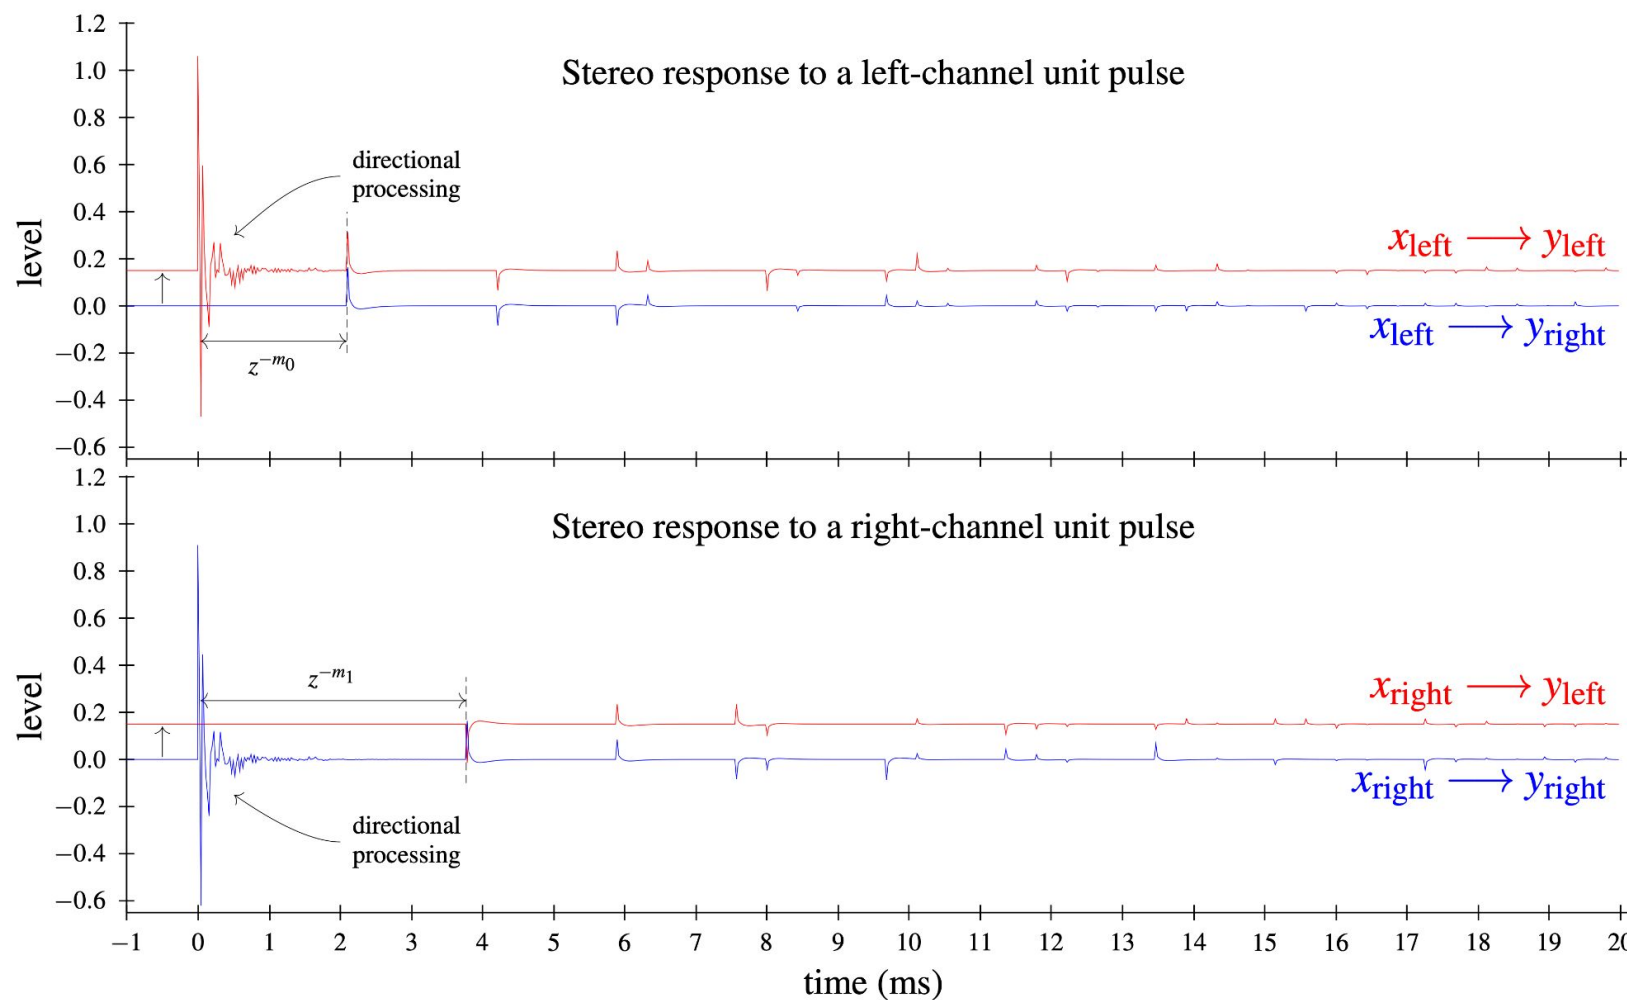 1.2
Stereo response to a left-channel unit pulse
1.0
0.8
directional
processing
0.6
0.4
x_left ⟶ y_left
level
0.2
0.0
x_left ⟶ y_right
−0.2
z^{−m_0}
−0.4
−0.6
1.2
Stereo response to a right-channel unit pulse
1.0
0.8
0.6
z^{−m_1}
0.4
x_right ⟶ y_left
level
0.2
0.0
x_right ⟶ y_right
−0.2
directional
processing
−0.4
−0.6
−1 0 1 2 3 4 5 6 7 8 9 10 11 12 13 14 15 16 17 18 19 20
time (ms)